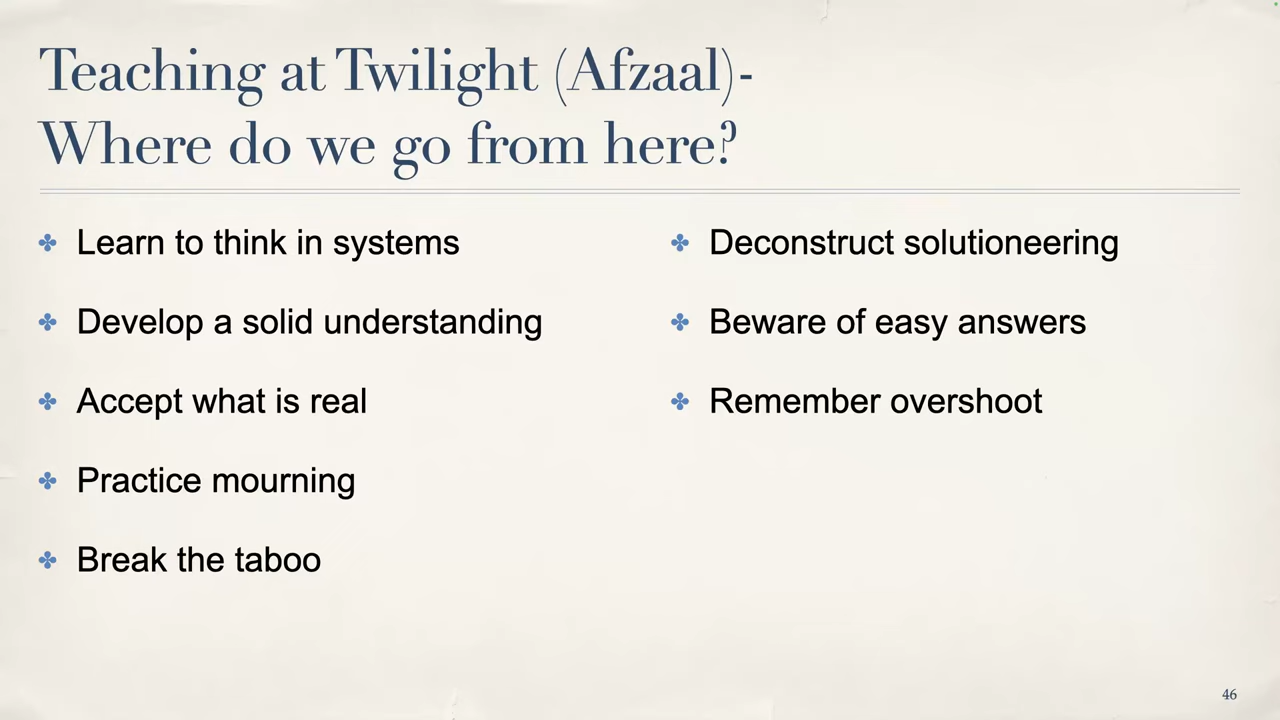 Teaching at Twilight (Afzaal)-
Where do we go from here?
Learn to think in systems
Develop a solid understanding
Accept what is real
Practice mourning
Break the taboo
Deconstruct solutioneering
Beware of easy answers
Remember overshoot
46